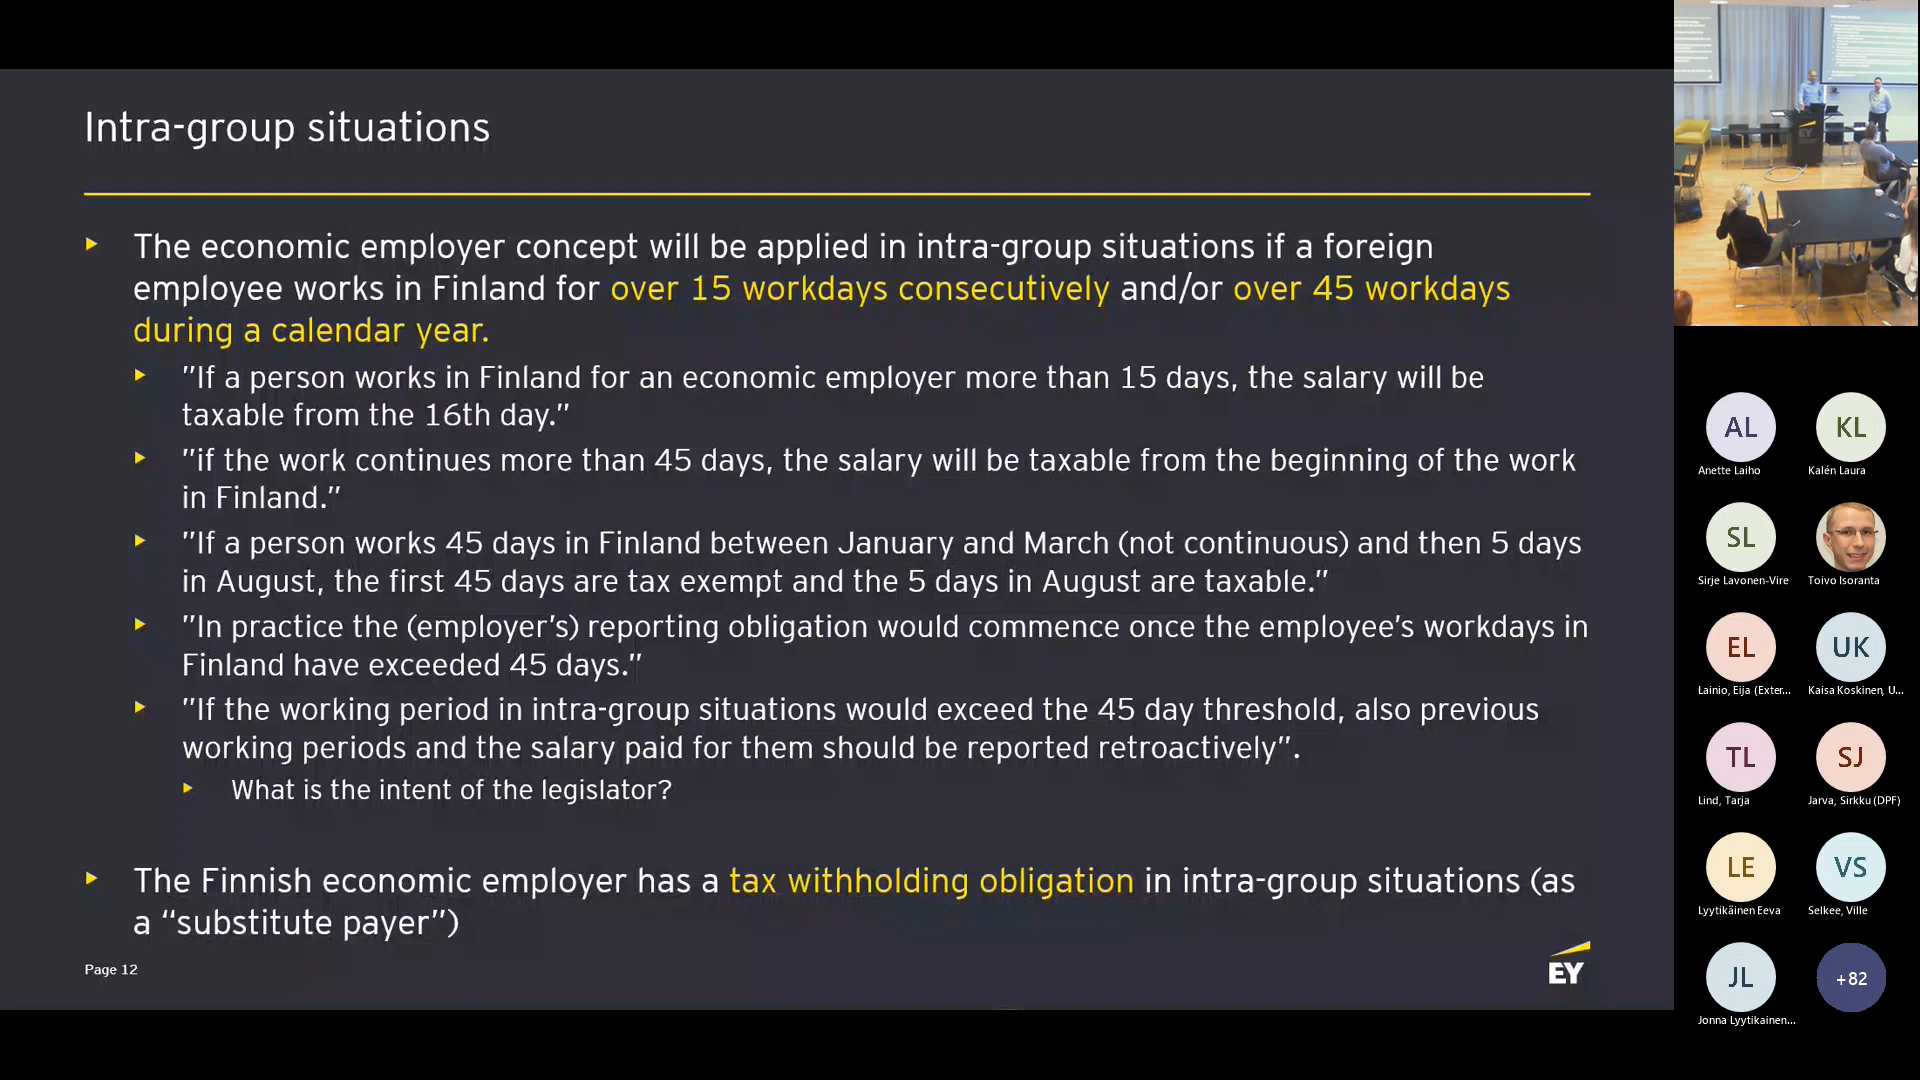 Intra-group situations
The economic employer concept will be applied in intra-group situations if a foreign
employee works in Finland for over 15 workdays consecutively and/or over 45 workdays
during a calendar year.
"If a person works in Finland for an economic employer more than 15 days, the salary will be
taxable from the 16th day."
"if the work continues more than 45 days, the salary will be taxable from the beginning of the work
in Finland."
"If a person works 45 days in Finland between January and March (not continuous) and then 5 days
in August, the first 45 days are tax exempt and the 5 days in August are taxable."
"In practice the (employer's) reporting obligation would commence once the employee's workdays in
Finland have exceeded 45 days."
"If the working period in intra-group situations would exceed the 45 day threshold, also previous
working periods and the salary paid for them should be reported retroactively".
What is the intent of the legislator?
The Finnish economic employer has a tax withholding obligation in intra-group situations (as
a "substitute payer")
Page 12
EY
EY
AL
KL
Anette Laiho
Kalén Laura
SL
Sirje Lavonen-Vire
Toivo Isoranta
EL
UK
Lainio, Eija (Exter...
Kaisa Koskinen, U...
TL
SJ
Lind, Tarja
Jarva, Sirkku (DPF)
LE
VS
Lyytikäinen Eeva
Selkee, Ville
JL
+82
Jonna Lyytikainen...